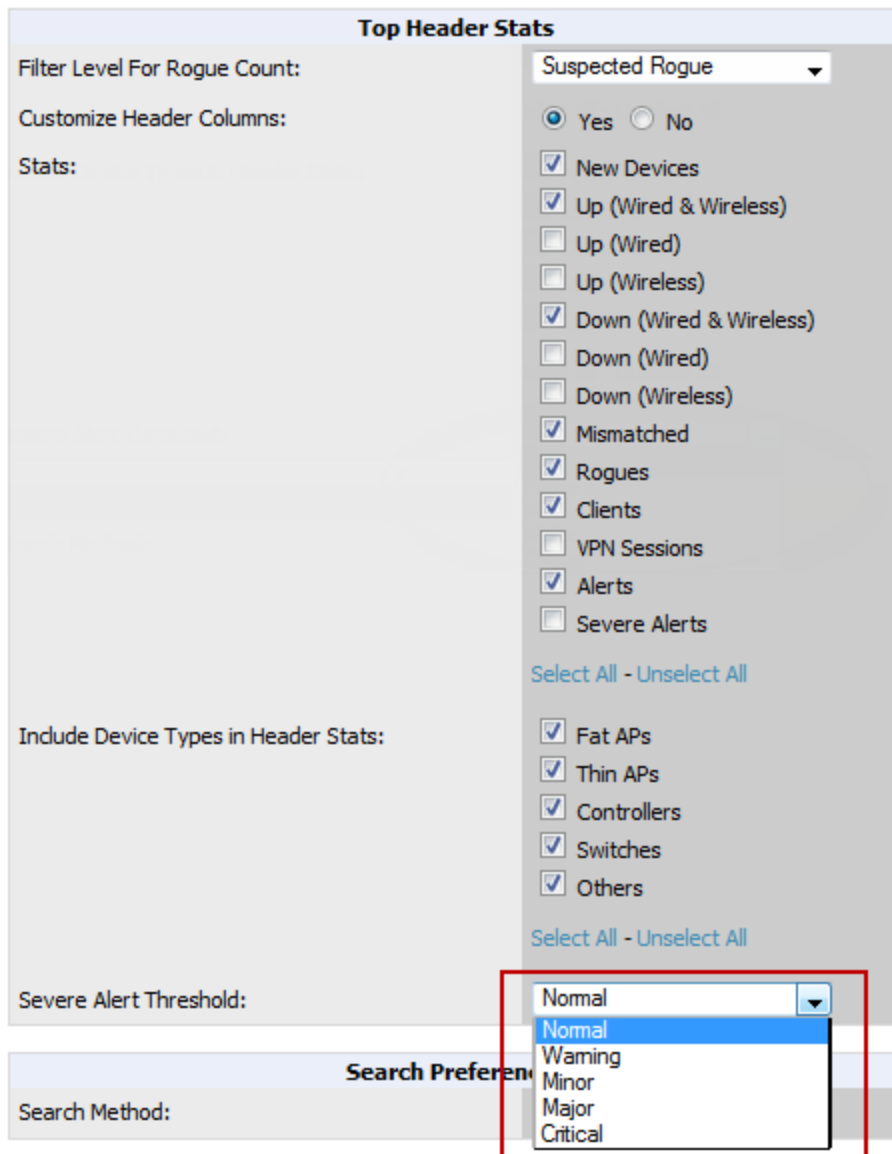 Top Header Stats
Filter Level For Rogue Count: Suspected Rogue
Customize Header Columns: Yes No
Stats: New Devices
Up (Wired & Wireless)
Up (Wired)
Up (Wireless)
Down (Wired & Wireless)
Down (Wired)
Down (Wireless)
Mismatched
Rogues
Clients
VPN Sessions
Alerts
Severe Alerts
Select All - Unselect All
Include Device Types in Header Stats: Fat APs
Thin APs
Controllers
Switches
Others
Select All - Unselect All
Severe Alert Threshold: Normal
Normal
Warning
Minor
Major
Critical
Search Preferen
Search Method: